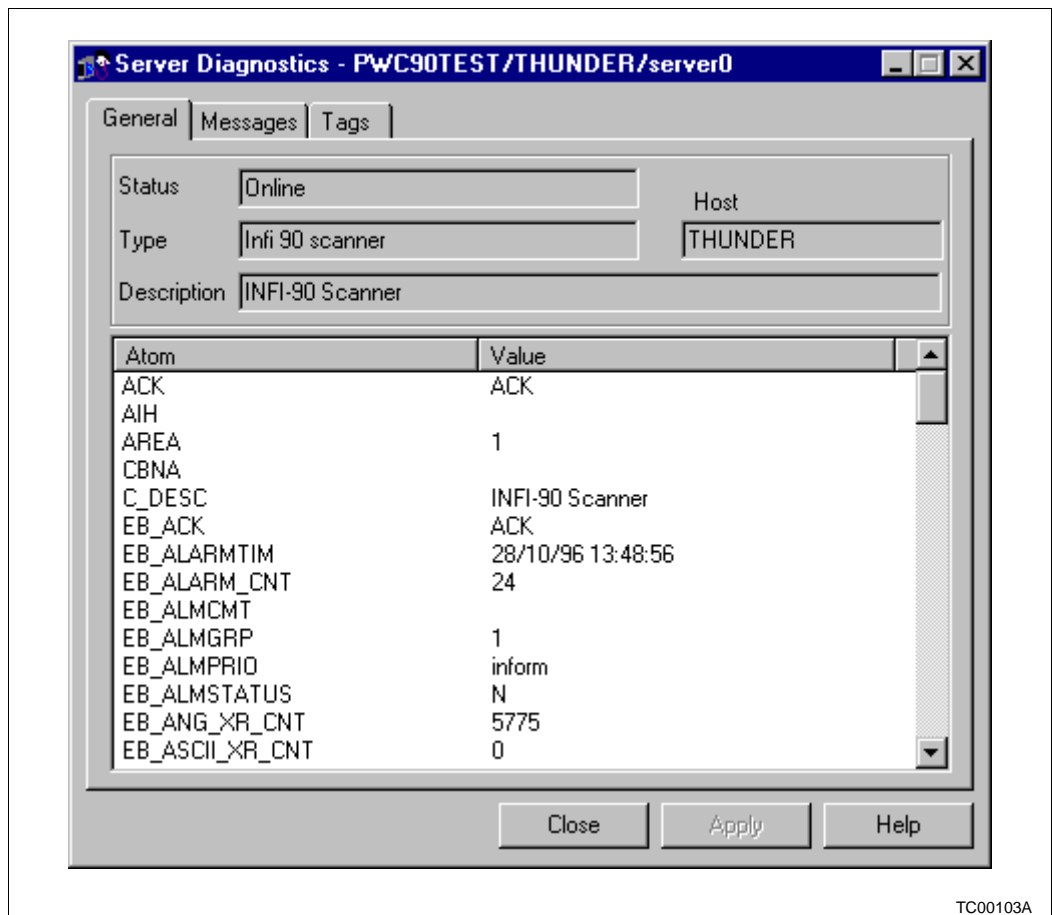 Server Diagnostics - PWC90TEST/THUNDER/server0
General Messages Tags
Status Online
Host
Type Infi 90 scanner THUNDER
Description INFI-90 Scanner
Atom Value
ACK ACK
AIH
AREA 1
CBNA
C_DESC INFI-90 Scanner
EB_ACK ACK
EB_ALARMTIM 28/10/96 13:48:56
EB_ALARM_CNT 24
EB_ALMCMT
EB_ALMGRP 1
EB_ALMPRIO inform
EB_ALMSTATUS N
EB_ANG_XR_CNT 5775
EB_ASCII_XR_CNT 0
Close Apply Help
TC00103A